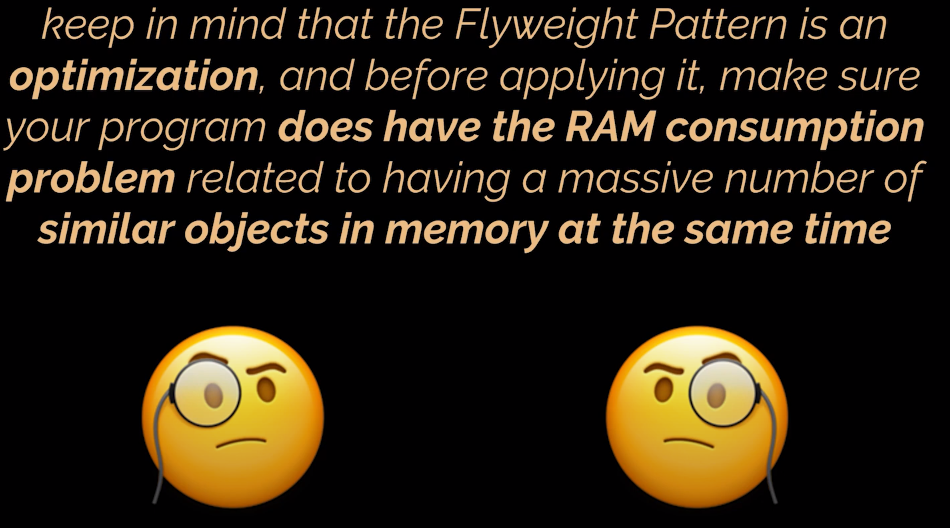 keep in mind that the Flyweight Pattern is an
optimization, and before applying it, make sure
your program does have the RAM consumption
problem related to having a massive number of
similar objects in memory at the same time